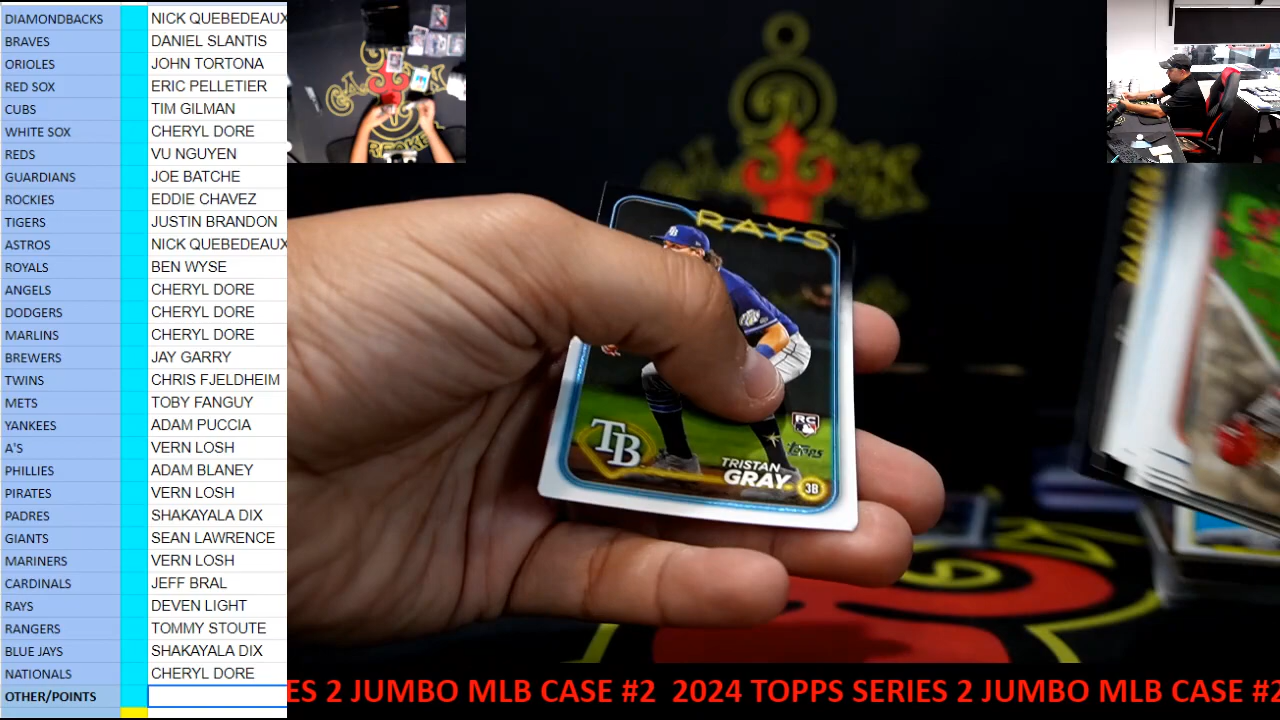 DIAMONDBACKS NICK QUEBEDEAUX
BRAVES DANIEL SLANTIS
ORIOLES JOHN TORTONA
RED SOX ERIC PELLETIER
CUBS TIM GILMAN
WHITE SOX CHERYL DORE
REDS VU NGUYEN
GUARDIANS JOE BATCHE
ROCKIES EDDIE CHAVEZ
TIGERS JUSTIN BRANDON
ASTROS NICK QUEBEDEAUX
ROYALS BEN WYSE
ANGELS CHERYL DORE
DODGERS CHERYL DORE
MARLINS CHERYL DORE
BREWERS JAY GARRY
TWINS CHRIS FJELDHEIM
METS TOBY FANGUY
YANKEES ADAM PUCCIA
A'S VERN LOSH
PHILLIES ADAM BLANEY
PIRATES VERN LOSH
PADRES SHAKAYALA DIX
GIANTS SEAN LAWRENCE
MARINERS VERN LOSH
CARDINALS JEFF BRAL
RAYS DEVEN LIGHT
RANGERS TOMMY STOUTE
BLUE JAYS SHAKAYALA DIX
NATIONALS CHERYL DORE
OTHER/POINTS
RAYS
RC
TB
Topps
TRISTAN
GRAY 3B
ES 2 JUMBO MLB CASE #2 2024 TOPPS SERIES 2 JUMBO MLB CASE #2